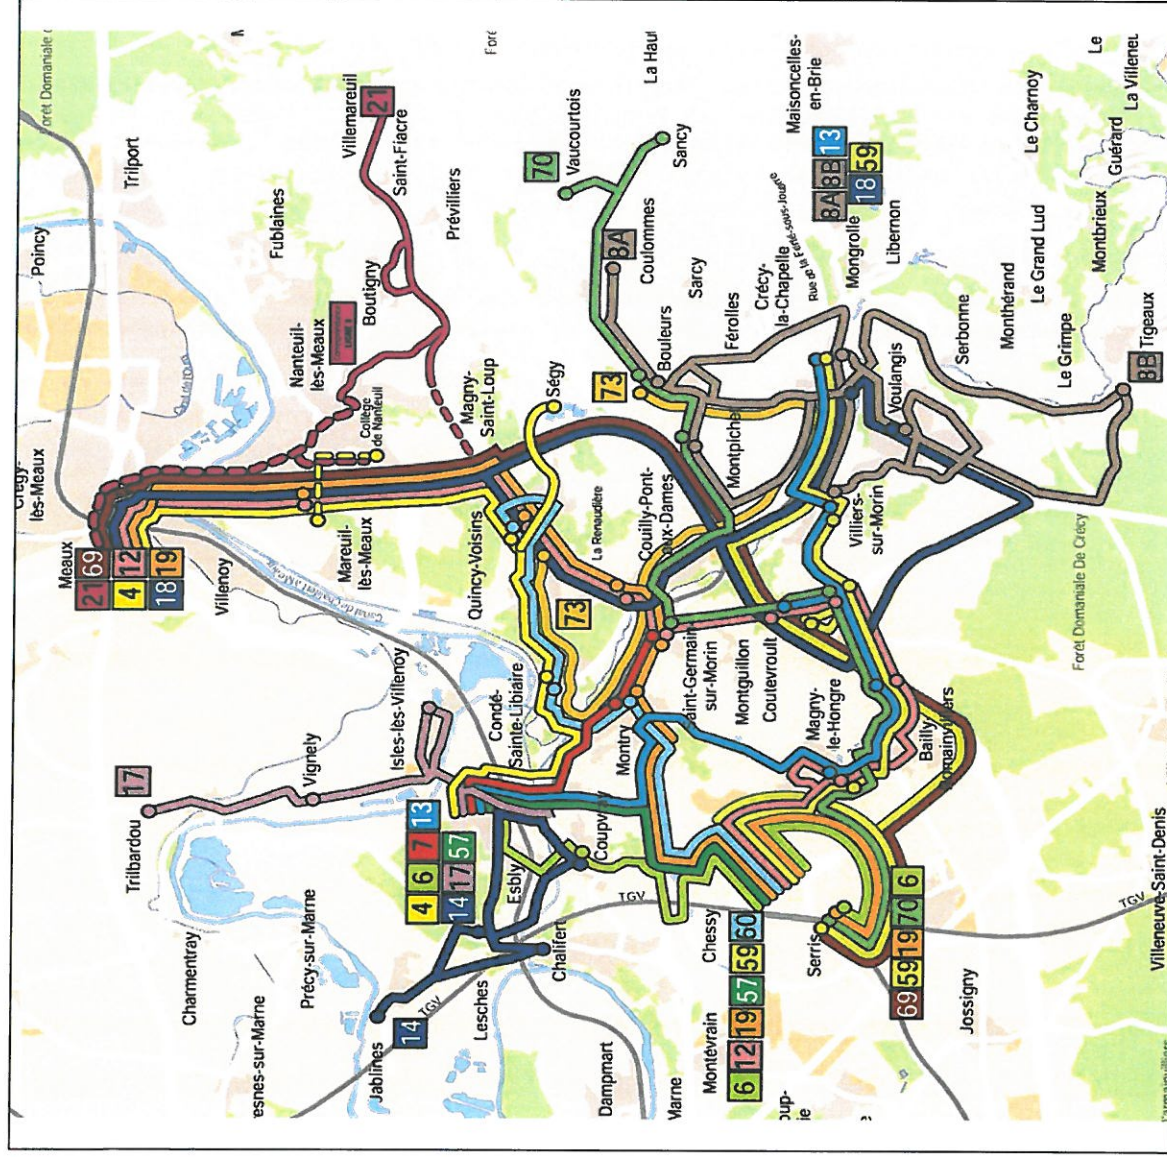 Crégy-
lès-Meaux
Poincy
Meaux
21 69
4 12
18 19
Trilport
Villenoy
Trilbardou
17
Charmentray
Fublaines
Nanteuil-
lès-Meaux
Mareuil-
lès-Meaux
Collège
de Nanteuil
Vignely
Précy-sur-Marne
esnes-sur-Marne
Villemareuil
21
Saint-Fiacre
Boutigny
Isles-lès-Villenoy
Jablines
14
TGV
4 6 7 13
14 17 57
Prévilliers
Magny-
Saint-Loup
Quincy-Voisins
Condé-
Sainte-Libiaire
Esbly
Lesches
Ségy
70
Vaucourtois
Chalifert
73
La Renaudière
Coupvray
Dampmart
8A
Coulommes
Sancy
Bouleurs
73
Couilly-Pont-
aux-Dames
Montry
TGV
Marne
Sarcy
Férolles
Montpichet
Saint-Germain-
sur-Morin
Chessy
Montévrain
6 12 19 57 59 60
Crécy-
la-Chapelle
Montguillon
Coutevroult
Maisoncelles-
en-Brie
8A 8B 13
18 59
Rue de la Ferté-sous-Jouarre
Mongrolle
Libernon
Villiers-
sur-Morin
Magny-
le-Hongre
Serris
Voulangis
Bailly-
Romainvilliers
69 59 19 70 6
Serbonne
Jossigny
Monthérand
Le Grand Lud
Le Charnoy
Le Grimpe
Montbrieux
Guérard
Forêt Domaniale De Crécy
Tigeaux
8B
TGV
Villeneuve-Saint-Denis